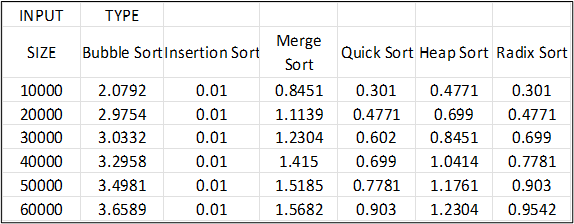 INPUT TYPE
SIZE Bubble Sort Insertion Sort Merge Sort Quick Sort Heap Sort Radix Sort
10000 2.0792 0.01 0.8451 0.301 0.4771 0.301
20000 2.9754 0.01 1.1139 0.4771 0.699 0.4771
30000 3.0332 0.01 1.2304 0.602 0.8451 0.699
40000 3.2958 0.01 1.415 0.699 1.0414 0.7781
50000 3.4981 0.01 1.5185 0.7781 1.1761 0.903
60000 3.6589 0.01 1.5682 0.903 1.2304 0.9542